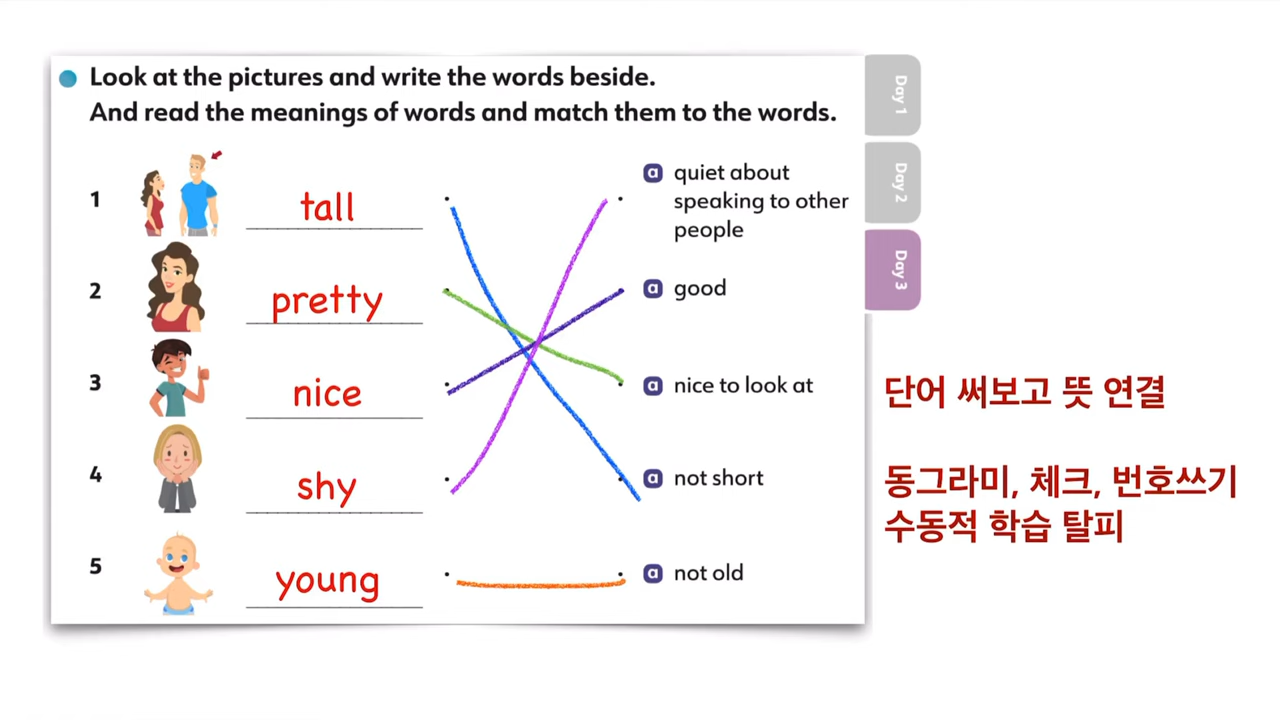 Look at the pictures and write the words beside.
And read the meanings of words and match them to the words.
1 tall
a quiet about
speaking to other
people
2 pretty
a good
3 nice
a nice to look at
4 shy
a not short
5 young
a not old
Day 1
Day 2
Day 3
단어 써보고 뜻 연결
동그라미, 체크, 번호쓰기
수동적 학습 탈피